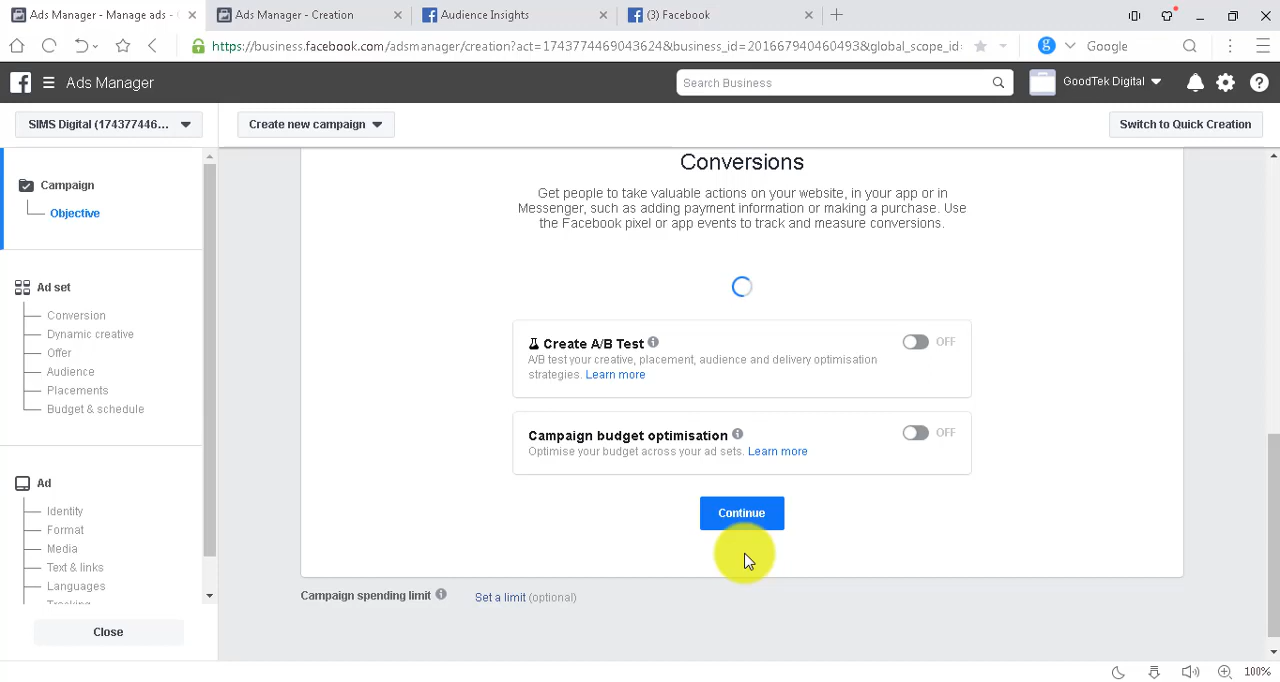 Ads Manager - Manage ads -
Ads Manager - Creation
Audience Insights
(3) Facebook
https://business.facebook.com/adsmanager/creation?act=1743774469043624&business_id=201667940460493&global_scope_id=
Google
Ads Manager
Search Business
GoodTek Digital
SIMS Digital (174377446...
Create new campaign
Switch to Quick Creation
Campaign
Objective
Ad set
Conversion
Dynamic creative
Offer
Audience
Placements
Budget & schedule
Ad
Identity
Format
Media
Text & links
Languages
Tracking
Close
Conversions
Get people to take valuable actions on your website, in your app or in
Messenger, such as adding payment information or making a purchase. Use
the Facebook pixel or app events to track and measure conversions.
Create A/B Test
OFF
A/B test your creative, placement, audience and delivery optimisation
strategies. Learn more
Campaign budget optimisation
OFF
Optimise your budget across your ad sets. Learn more
Continue
Campaign spending limit
Set a limit (optional)
100%